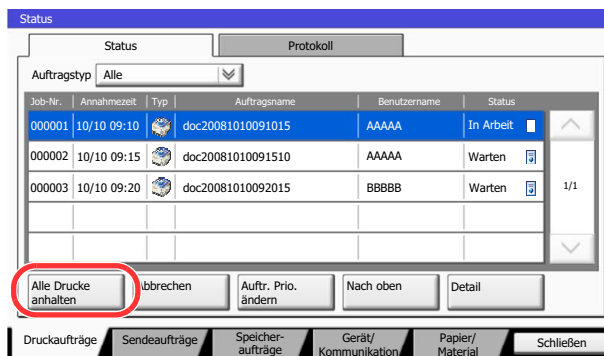 Status
Status Protokoll
Auftragstyp Alle
Job-Nr. Annahmezeit Typ Auftragsname Benutzername Status
000001 10/10 09:10 doc20081010091015 AAAAA In Arbeit
000002 10/10 09:15 doc20081010091510 AAAAA Warten
000003 10/10 09:20 doc20081010092015 BBBBB Warten
1/1
Alle Drucke anhalten Abbrechen Auftr. Prio. ändern Nach oben Detail
Druckaufträge Sendeaufträge Speicher-aufträge Gerät/Kommunikation Papier/Material Schließen